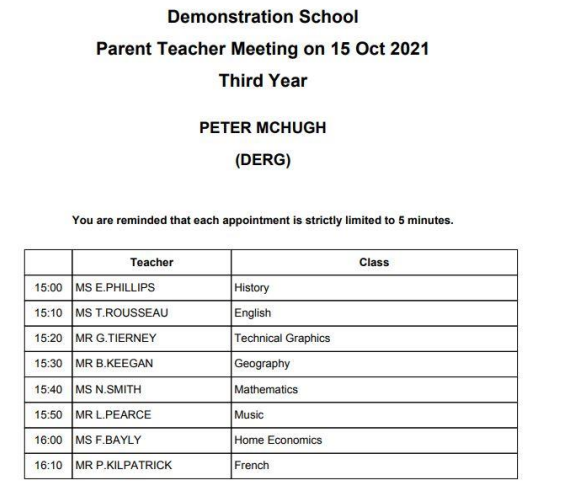 Demonstration School
Parent Teacher Meeting on 15 Oct 2021
Third Year
PETER MCHUGH
(DERG)
You are reminded that each appointment is strictly limited to 5 minutes.
Teacher Class
15:00 MS E.PHILLIPS History
15:10 MS T.ROUSSEAU English
15:20 MR G.TIERNEY Technical Graphics
15:30 MR B.KEEGAN Geography
15:40 MS N.SMITH Mathematics
15:50 MR L.PEARCE Music
16:00 MS F.BAYLY Home Economics
16:10 MR P.KILPATRICK French